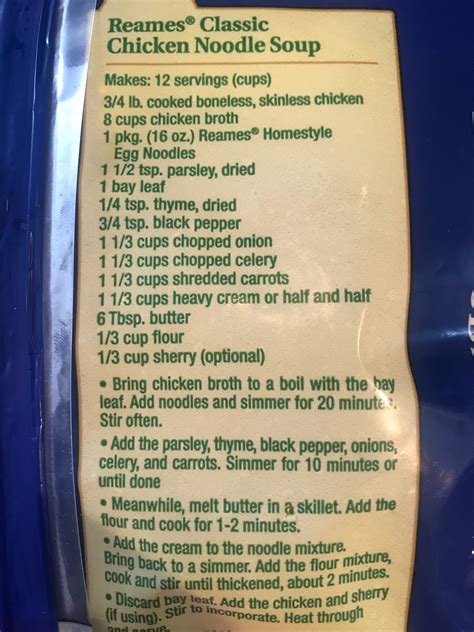 Reames® Classic
Chicken Noodle Soup
Makes: 12 servings (cups)
3/4 lb. cooked boneless, skinless chicken
8 cups chicken broth
1 pkg. (16 oz.) Reames® Homestyle
Egg Noodles
1 1/2 tsp. parsley, dried
1 bay leaf
1/4 tsp. thyme, dried
3/4 tsp. black pepper
1 1/3 cups chopped onion
1 1/3 cups chopped celery
1 1/3 cups shredded carrots
1 1/3 cups heavy cream or half and half
6 Tbsp. butter
1/3 cup flour
1/3 cup sherry (optional)
• Bring chicken broth to a boil with the bay
leaf. Add noodles and simmer for 20 minutes.
Stir often.
• Add the parsley, thyme, black pepper, onions,
celery, and carrots. Simmer for 10 minutes or
until done
• Meanwhile, melt butter in a skillet. Add the
flour and cook for 1-2 minutes.
• Add the cream to the noodle mixture.
Bring back to a simmer. Add the flour mixture,
cook and stir until thickened, about 2 minutes.
• Discard bay leaf. Add the chicken and sherry
(if using). Stir to incorporate. Heat through
and serve.